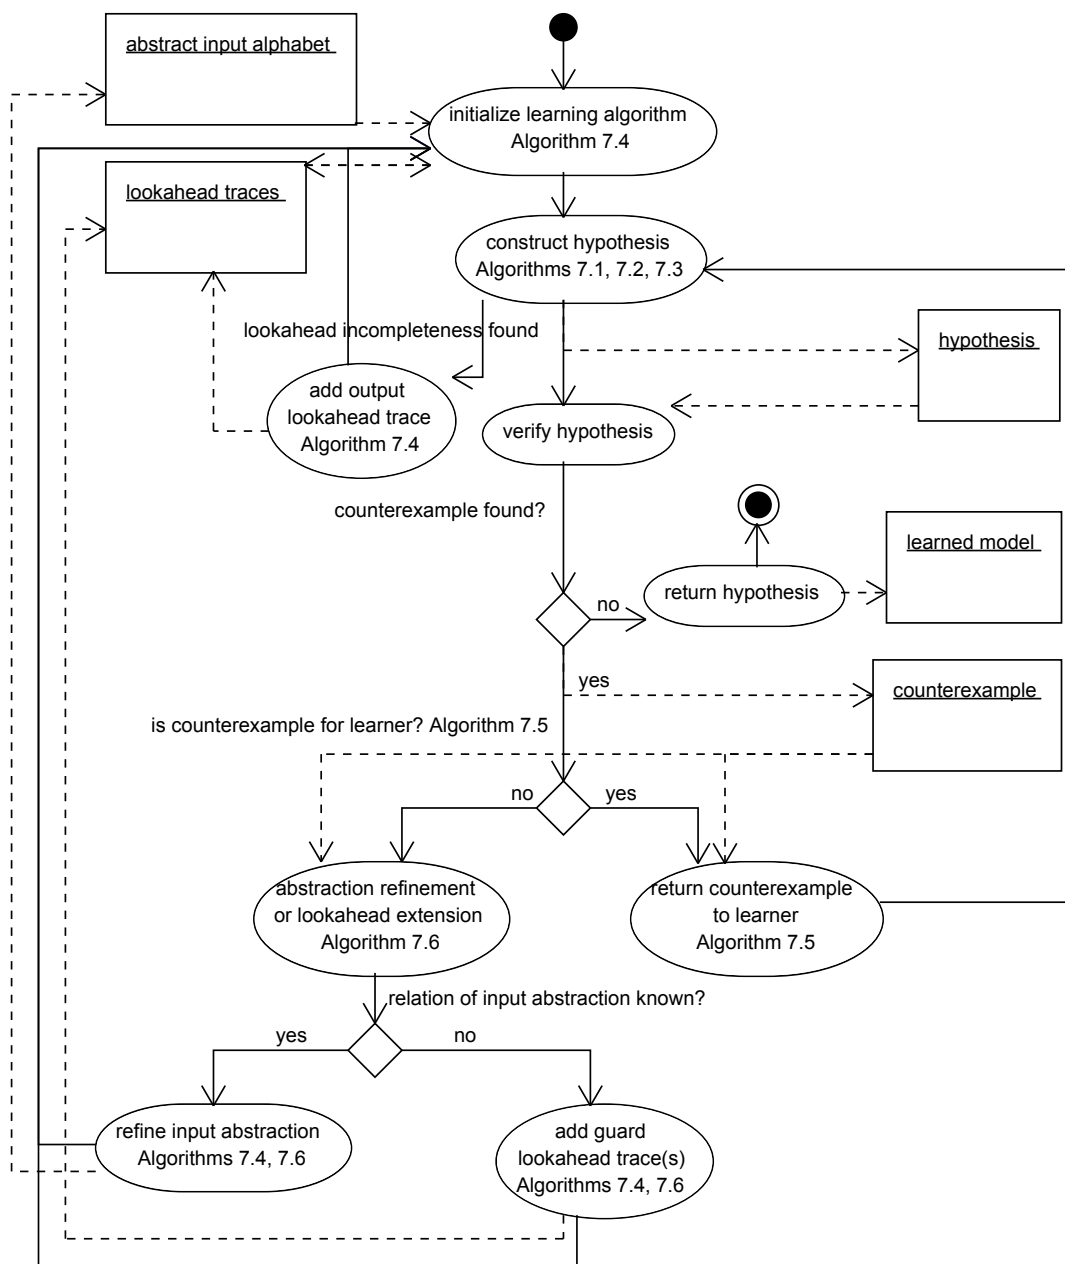 abstract input alphabet
initialize learning algorithm
Algorithm 7.4
lookahead traces
construct hypothesis
Algorithms 7.1, 7.2, 7.3
lookahead incompleteness found
hypothesis
add output
lookahead trace
Algorithm 7.4
verify hypothesis
counterexample found?
learned model
return hypothesis
no
yes
counterexample
is counterexample for learner? Algorithm 7.5
no
yes
abstraction refinement
or lookahead extension
Algorithm 7.6
return counterexample
to learner
Algorithm 7.5
relation of input abstraction known?
yes
no
refine input abstraction
Algorithms 7.4, 7.6
add guard
lookahead trace(s)
Algorithms 7.4, 7.6